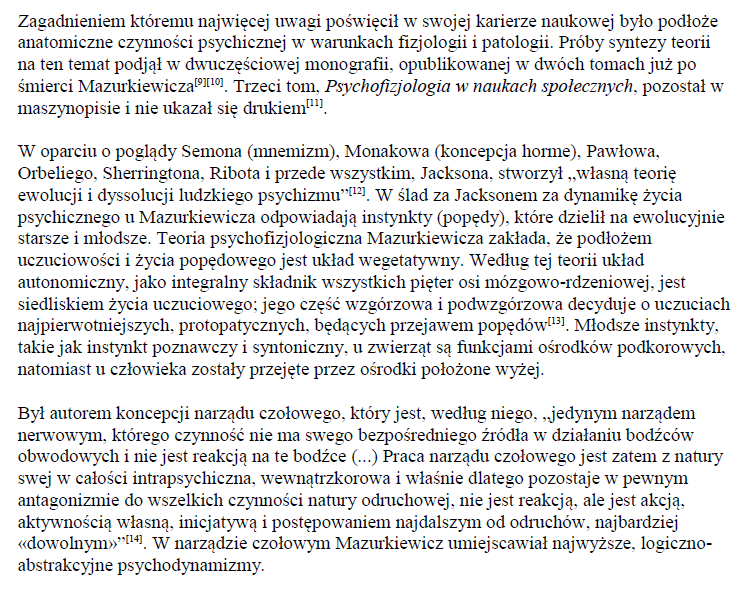 Zagadnieniem któremu najwięcej uwagi poświęcił w swojej karierze naukowej było podłoże
anatomiczne czynności psychicznej w warunkach fizjologii i patologii. Próby syntezy teorii
na ten temat podjął w dwuczęściowej monografii, opublikowanej w dwóch tomach już po
śmierci Mazurkiewicza[9][10]. Trzeci tom, Psychofizjologia w naukach społecznych, pozostał w
maszynopisie i nie ukazał się drukiem[11].

W oparciu o poglądy Semona (mnemizm), Monakowa (koncepcja horme), Pawłowa,
Orbeliego, Sherringtona, Ribota i przede wszystkim, Jacksona, stworzył „własną teorię
ewolucji i dyssolucji ludzkiego psychizmu”[12]. W ślad za Jacksonem za dynamikę życia
psychicznego u Mazurkiewicza odpowiadają instynkty (popędy), które dzielił na ewolucyjnie
starsze i młodsze. Teoria psychofizjologiczna Mazurkiewicza zakłada, że podłożem
uczuciowości i życia popędowego jest układ wegetatywny. Według tej teorii układ
autonomiczny, jako integralny składnik wszystkich pięter osi mózgowo-rdzeniowej, jest
siedliskiem życia uczuciowego; jego część wzgórzowa i podwzgórzowa decyduje o uczuciach
najpierwotniejszych, protopatycznych, będących przejawem popędów[13]. Młodsze instynkty,
takie jak instynkt poznawczy i syntoniczny, u zwierząt są funkcjami ośrodków podkorowych,
natomiast u człowieka zostały przejęte przez ośrodki położone wyżej.

Był autorem koncepcji narządu czołowego, który jest, według niego, „jedynym narządem
nerwowym, którego czynność nie ma swego bezpośredniego źródła w działaniu bodźców
obwodowych i nie jest reakcją na te bodźce (...) Praca narządu czołowego jest zatem z natury
swej w całości intrapsychiczna, wewnątrzkorowa i właśnie dlatego pozostaje w pewnym
antagonizmie do wszelkich czynności natury odruchowej, nie jest reakcją, ale jest akcją,
aktywnością własną, inicjatywą i postępowaniem najdalszym od odruchów, najbardziej
«dowolnym»”[14]. W narządzie czołowym Mazurkiewicz umiejscawiał najwyższe, logiczno-
abstrakcyjne psychodynamizmy.